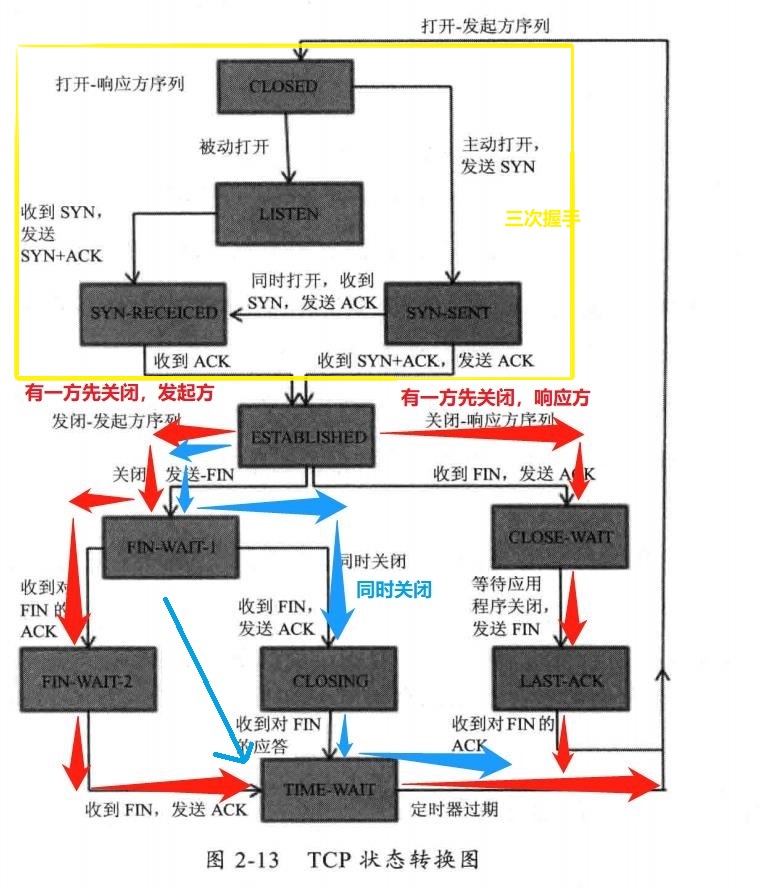 打开-发起方序列
打开-响应方序列
CLOSED
被动打开
主动打开，
发送 SYN
收到 SYN，
发送
SYN+ACK
LISTEN
三次握手
同时打开，收到
SYN，发送 ACK
SYN-RECEICED
SYN-SENT
收到 ACK
收到 SYN+ACK，发送 ACK
有一方先关闭，发起方
有一方先关闭，响应方
发闭-发起方序列
关闭-响应方序列
ESTABLISHED
关闭
发送-FIN
收到 FIN，发送 ACK
FIN-WAIT-1
CLOSE-WAIT
同时关闭
同时关闭
收到对
FIN 的
ACK
收到 FIN，
发送 ACK
等待应用
程序关闭，
发送 FIN
FIN-WAIT-2
CLOSING
LAST-ACK
收到对 FIN
的应答
收到对 FIN 的
ACK
TIME-WAIT
收到 FIN，发送 ACK
定时器过期
图 2-13 TCP 状态转换图